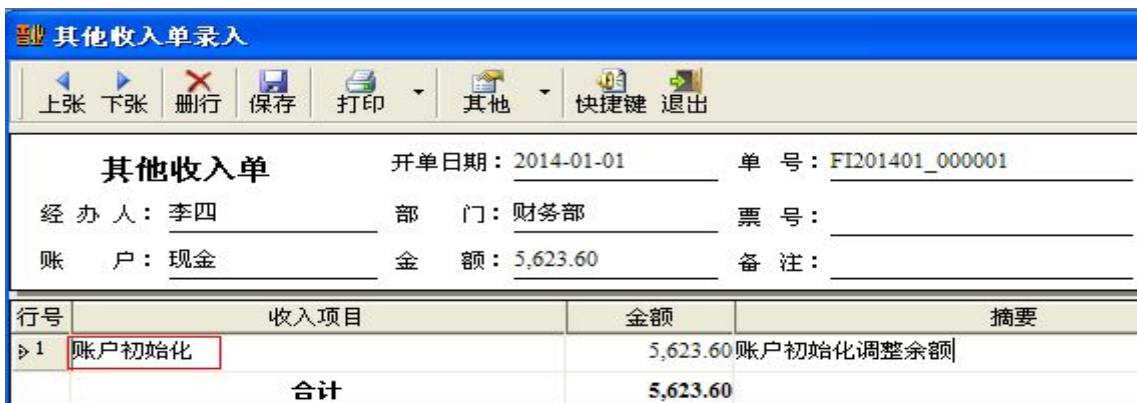 其他收入单录入
上张 下张 删行 保存 打印 其他 快捷键 退出
其他收入单 开单日期：2014-01-01 单 号：FI201401_000001
经 办 人：李四 部 门：财务部 票 号：
账 户：现金 金 额：5,623.60 备 注：
行号 收入项目 金额 摘要
1 账户初始化 5,623.60 账户初始化调整余额
合计 5,623.60